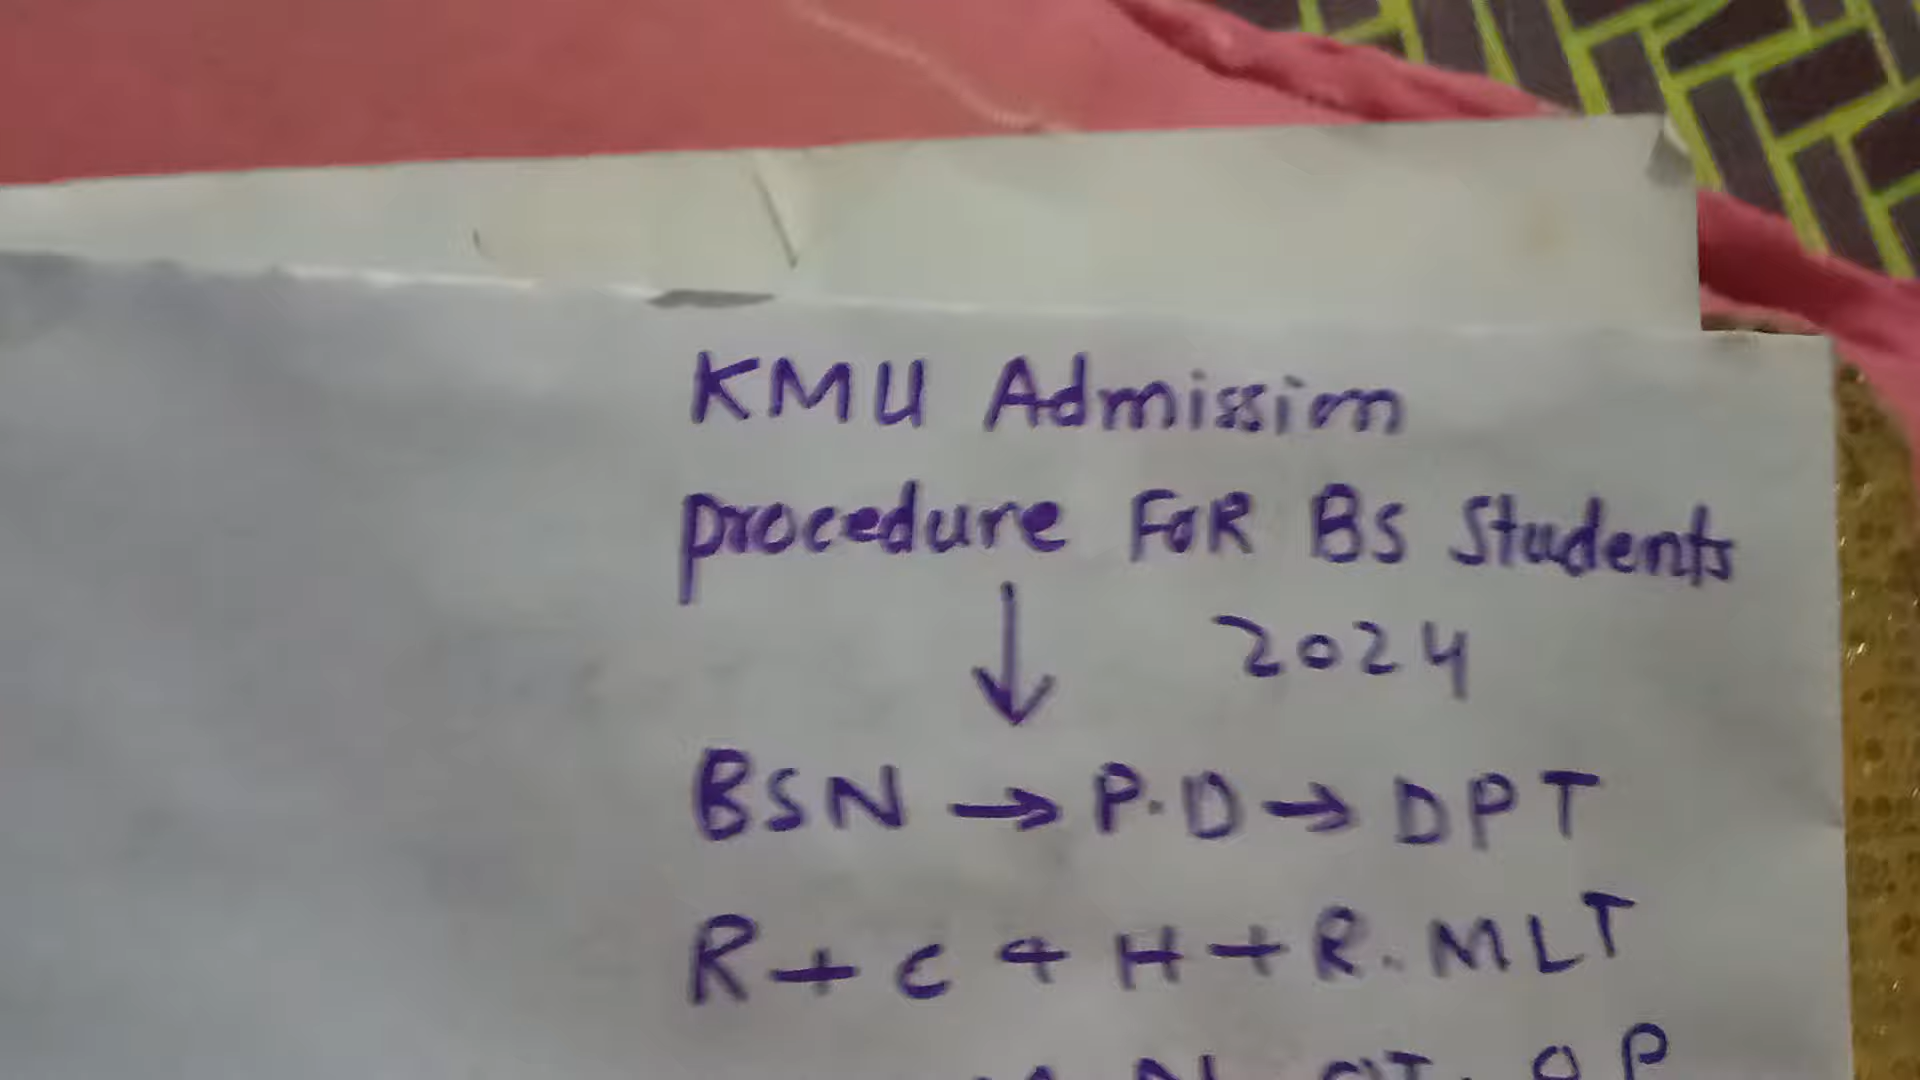 KMU Admission
procedure FOR BS Students
2024
BSN → P.D → DPT
R + C + H + R. MLT